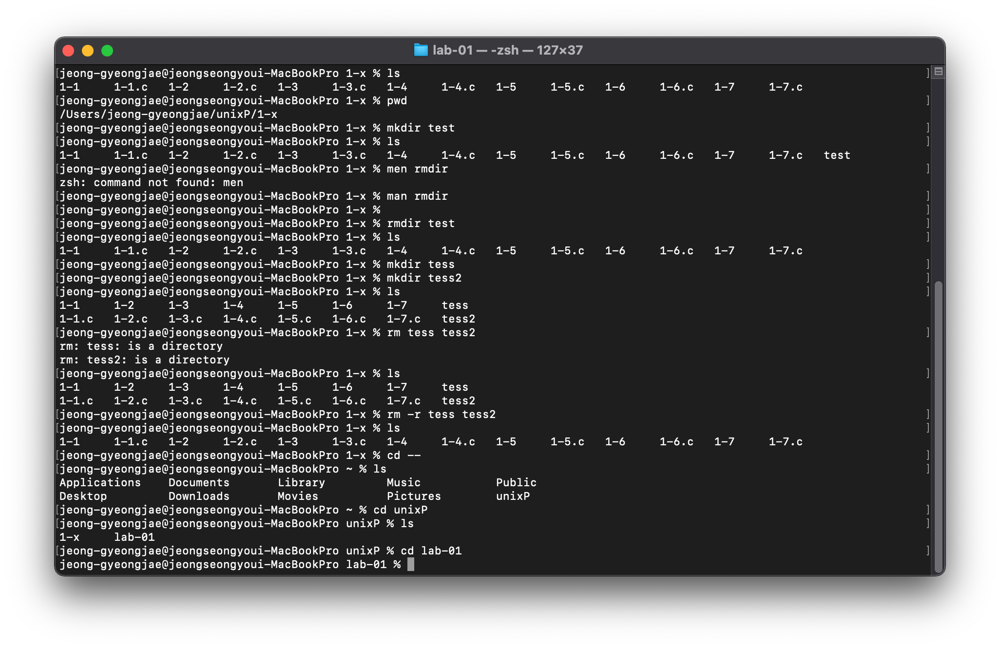 lab-01 — -zsh — 127×37
[jeong-gyeongjae@jeongseongyoui-MacBookPro 1-x % ls ]
1-1 1-1.c 1-2 1-2.c 1-3 1-3.c 1-4 1-4.c 1-5 1-5.c 1-6 1-6.c 1-7 1-7.c
[jeong-gyeongjae@jeongseongyoui-MacBookPro 1-x % pwd ]
/Users/jeong-gyeongjae/unixP/1-x
[jeong-gyeongjae@jeongseongyoui-MacBookPro 1-x % mkdir test ]
[jeong-gyeongjae@jeongseongyoui-MacBookPro 1-x % ls ]
1-1 1-1.c 1-2 1-2.c 1-3 1-3.c 1-4 1-4.c 1-5 1-5.c 1-6 1-6.c 1-7 1-7.c test
[jeong-gyeongjae@jeongseongyoui-MacBookPro 1-x % men rmdir ]
zsh: command not found: men
[jeong-gyeongjae@jeongseongyoui-MacBookPro 1-x % man rmdir ]
[jeong-gyeongjae@jeongseongyoui-MacBookPro 1-x % ]
[jeong-gyeongjae@jeongseongyoui-MacBookPro 1-x % rmdir test ]
[jeong-gyeongjae@jeongseongyoui-MacBookPro 1-x % ls ]
1-1 1-1.c 1-2 1-2.c 1-3 1-3.c 1-4 1-4.c 1-5 1-5.c 1-6 1-6.c 1-7 1-7.c
[jeong-gyeongjae@jeongseongyoui-MacBookPro 1-x % mkdir tess ]
[jeong-gyeongjae@jeongseongyoui-MacBookPro 1-x % mkdir tess2 ]
[jeong-gyeongjae@jeongseongyoui-MacBookPro 1-x % ls ]
1-1 1-2 1-3 1-4 1-5 1-6 1-7 tess
1-1.c 1-2.c 1-3.c 1-4.c 1-5.c 1-6.c 1-7.c tess2
[jeong-gyeongjae@jeongseongyoui-MacBookPro 1-x % rm tess tess2 ]
rm: tess: is a directory
rm: tess2: is a directory
[jeong-gyeongjae@jeongseongyoui-MacBookPro 1-x % ls ]
1-1 1-2 1-3 1-4 1-5 1-6 1-7 tess
1-1.c 1-2.c 1-3.c 1-4.c 1-5.c 1-6.c 1-7.c tess2
[jeong-gyeongjae@jeongseongyoui-MacBookPro 1-x % rm -r tess tess2 ]
[jeong-gyeongjae@jeongseongyoui-MacBookPro 1-x % ls ]
1-1 1-1.c 1-2 1-2.c 1-3 1-3.c 1-4 1-4.c 1-5 1-5.c 1-6 1-6.c 1-7 1-7.c
[jeong-gyeongjae@jeongseongyoui-MacBookPro 1-x % cd -- ]
[jeong-gyeongjae@jeongseongyoui-MacBookPro ~ % ls ]
Applications Documents Library Music Public
Desktop Downloads Movies Pictures unixP
[jeong-gyeongjae@jeongseongyoui-MacBookPro ~ % cd unixP ]
[jeong-gyeongjae@jeongseongyoui-MacBookPro unixP % ls ]
1-x lab-01
[jeong-gyeongjae@jeongseongyoui-MacBookPro unixP % cd lab-01 ]
jeong-gyeongjae@jeongseongyoui-MacBookPro lab-01 %